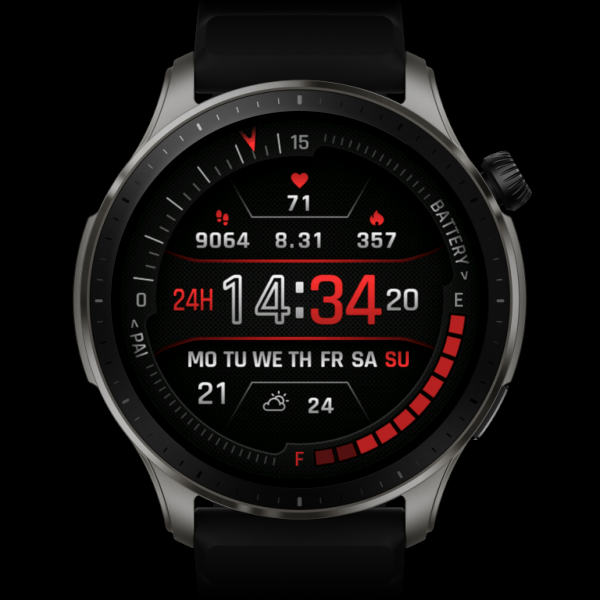 15
71
9064 8.31 357
BATTERY >
0 24H 14:34 20 E
< PAI
MO TU WE TH FR SA SU
21 24
F